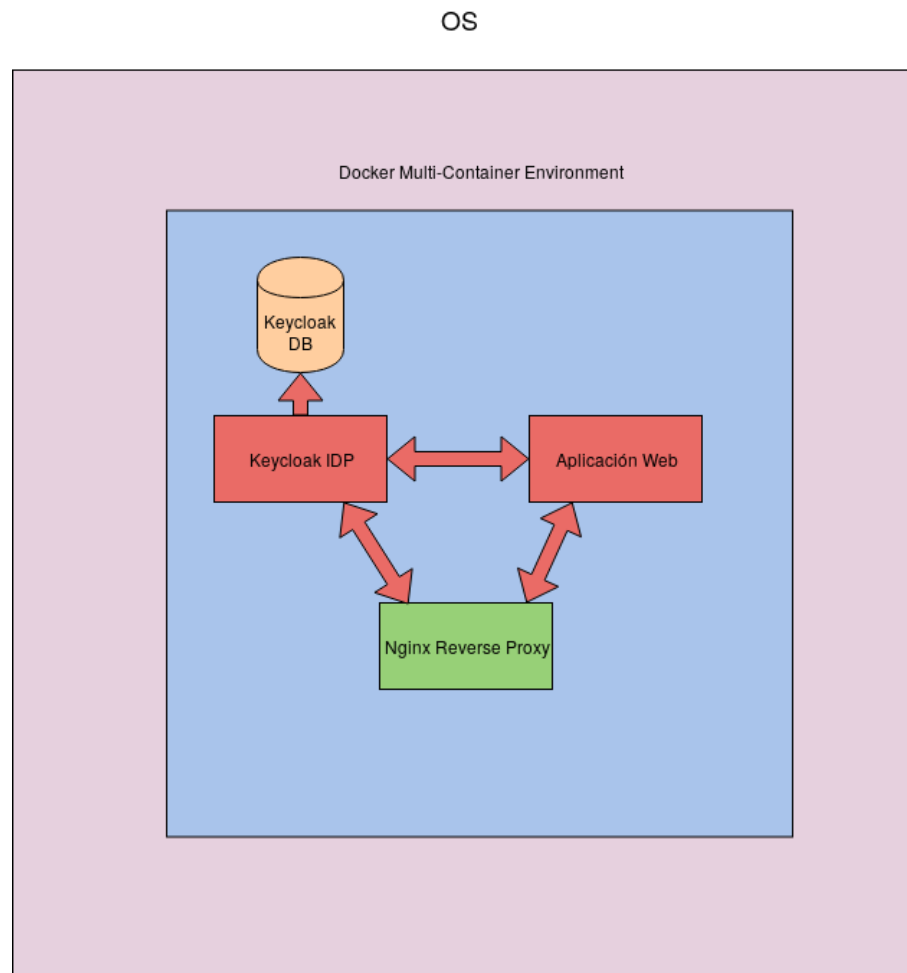 OS
Docker Multi-Container Environment
Keycloak
DB
Keycloak IDP
Aplicación Web
Nginx Reverse Proxy